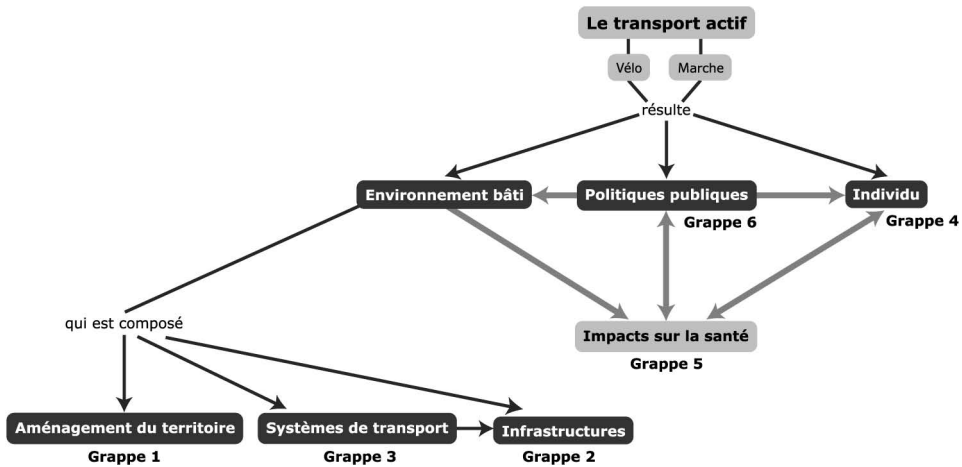 Le transport actif
Vélo
Marche
résulte
Environnement bâti
Politiques publiques
Individu
Grappe 6
Grappe 4
qui est composé
Impacts sur la santé
Grappe 5
Aménagement du territoire
Systèmes de transport
Infrastructures
Grappe 1
Grappe 3
Grappe 2